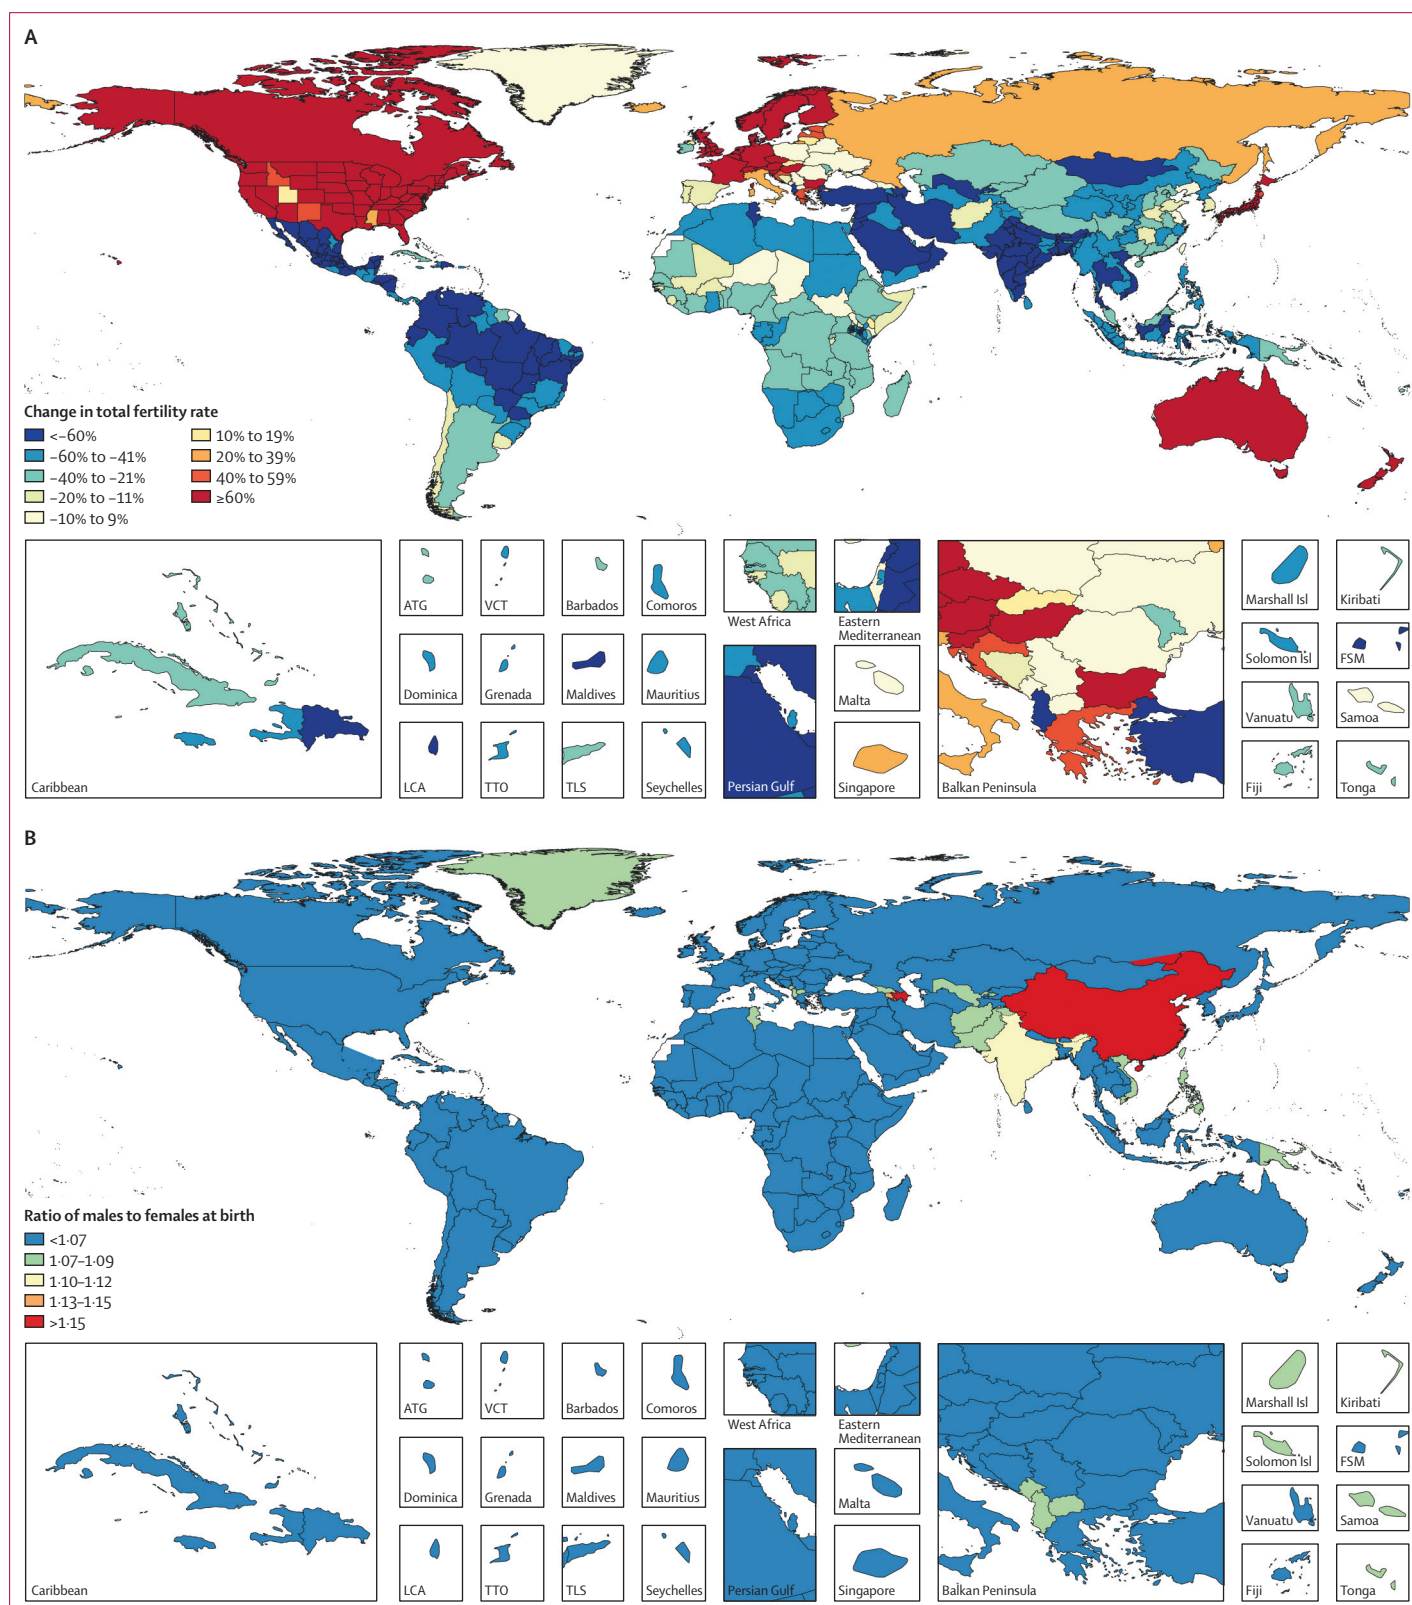 A
Change in total fertility rate
<−60%
−60% to −41%
−40% to −21%
−20% to −11%
−10% to 9%
10% to 19%
20% to 39%
40% to 59%
≥60%
Caribbean
ATG
VCT
Barbados
Comoros
Dominica
Grenada
Maldives
Mauritius
LCA
TTO
TLS
Seychelles
West Africa
Eastern
Mediterranean
Persian Gulf
Malta
Singapore
Balkan Peninsula
Marshall Isl
Kiribati
Solomon Isl
FSM
Vanuatu
Samoa
Fiji
Tonga
B
Ratio of males to females at birth
<1·07
1·07–1·09
1·10–1·12
1·13–1·15
>1·15
Caribbean
ATG
VCT
Barbados
Comoros
Dominica
Grenada
Maldives
Mauritius
LCA
TTO
TLS
Seychelles
West Africa
Eastern
Mediterranean
Persian Gulf
Malta
Singapore
Balkan Peninsula
Marshall Isl
Kiribati
Solomon Isl
FSM
Vanuatu
Samoa
Fiji
Tonga